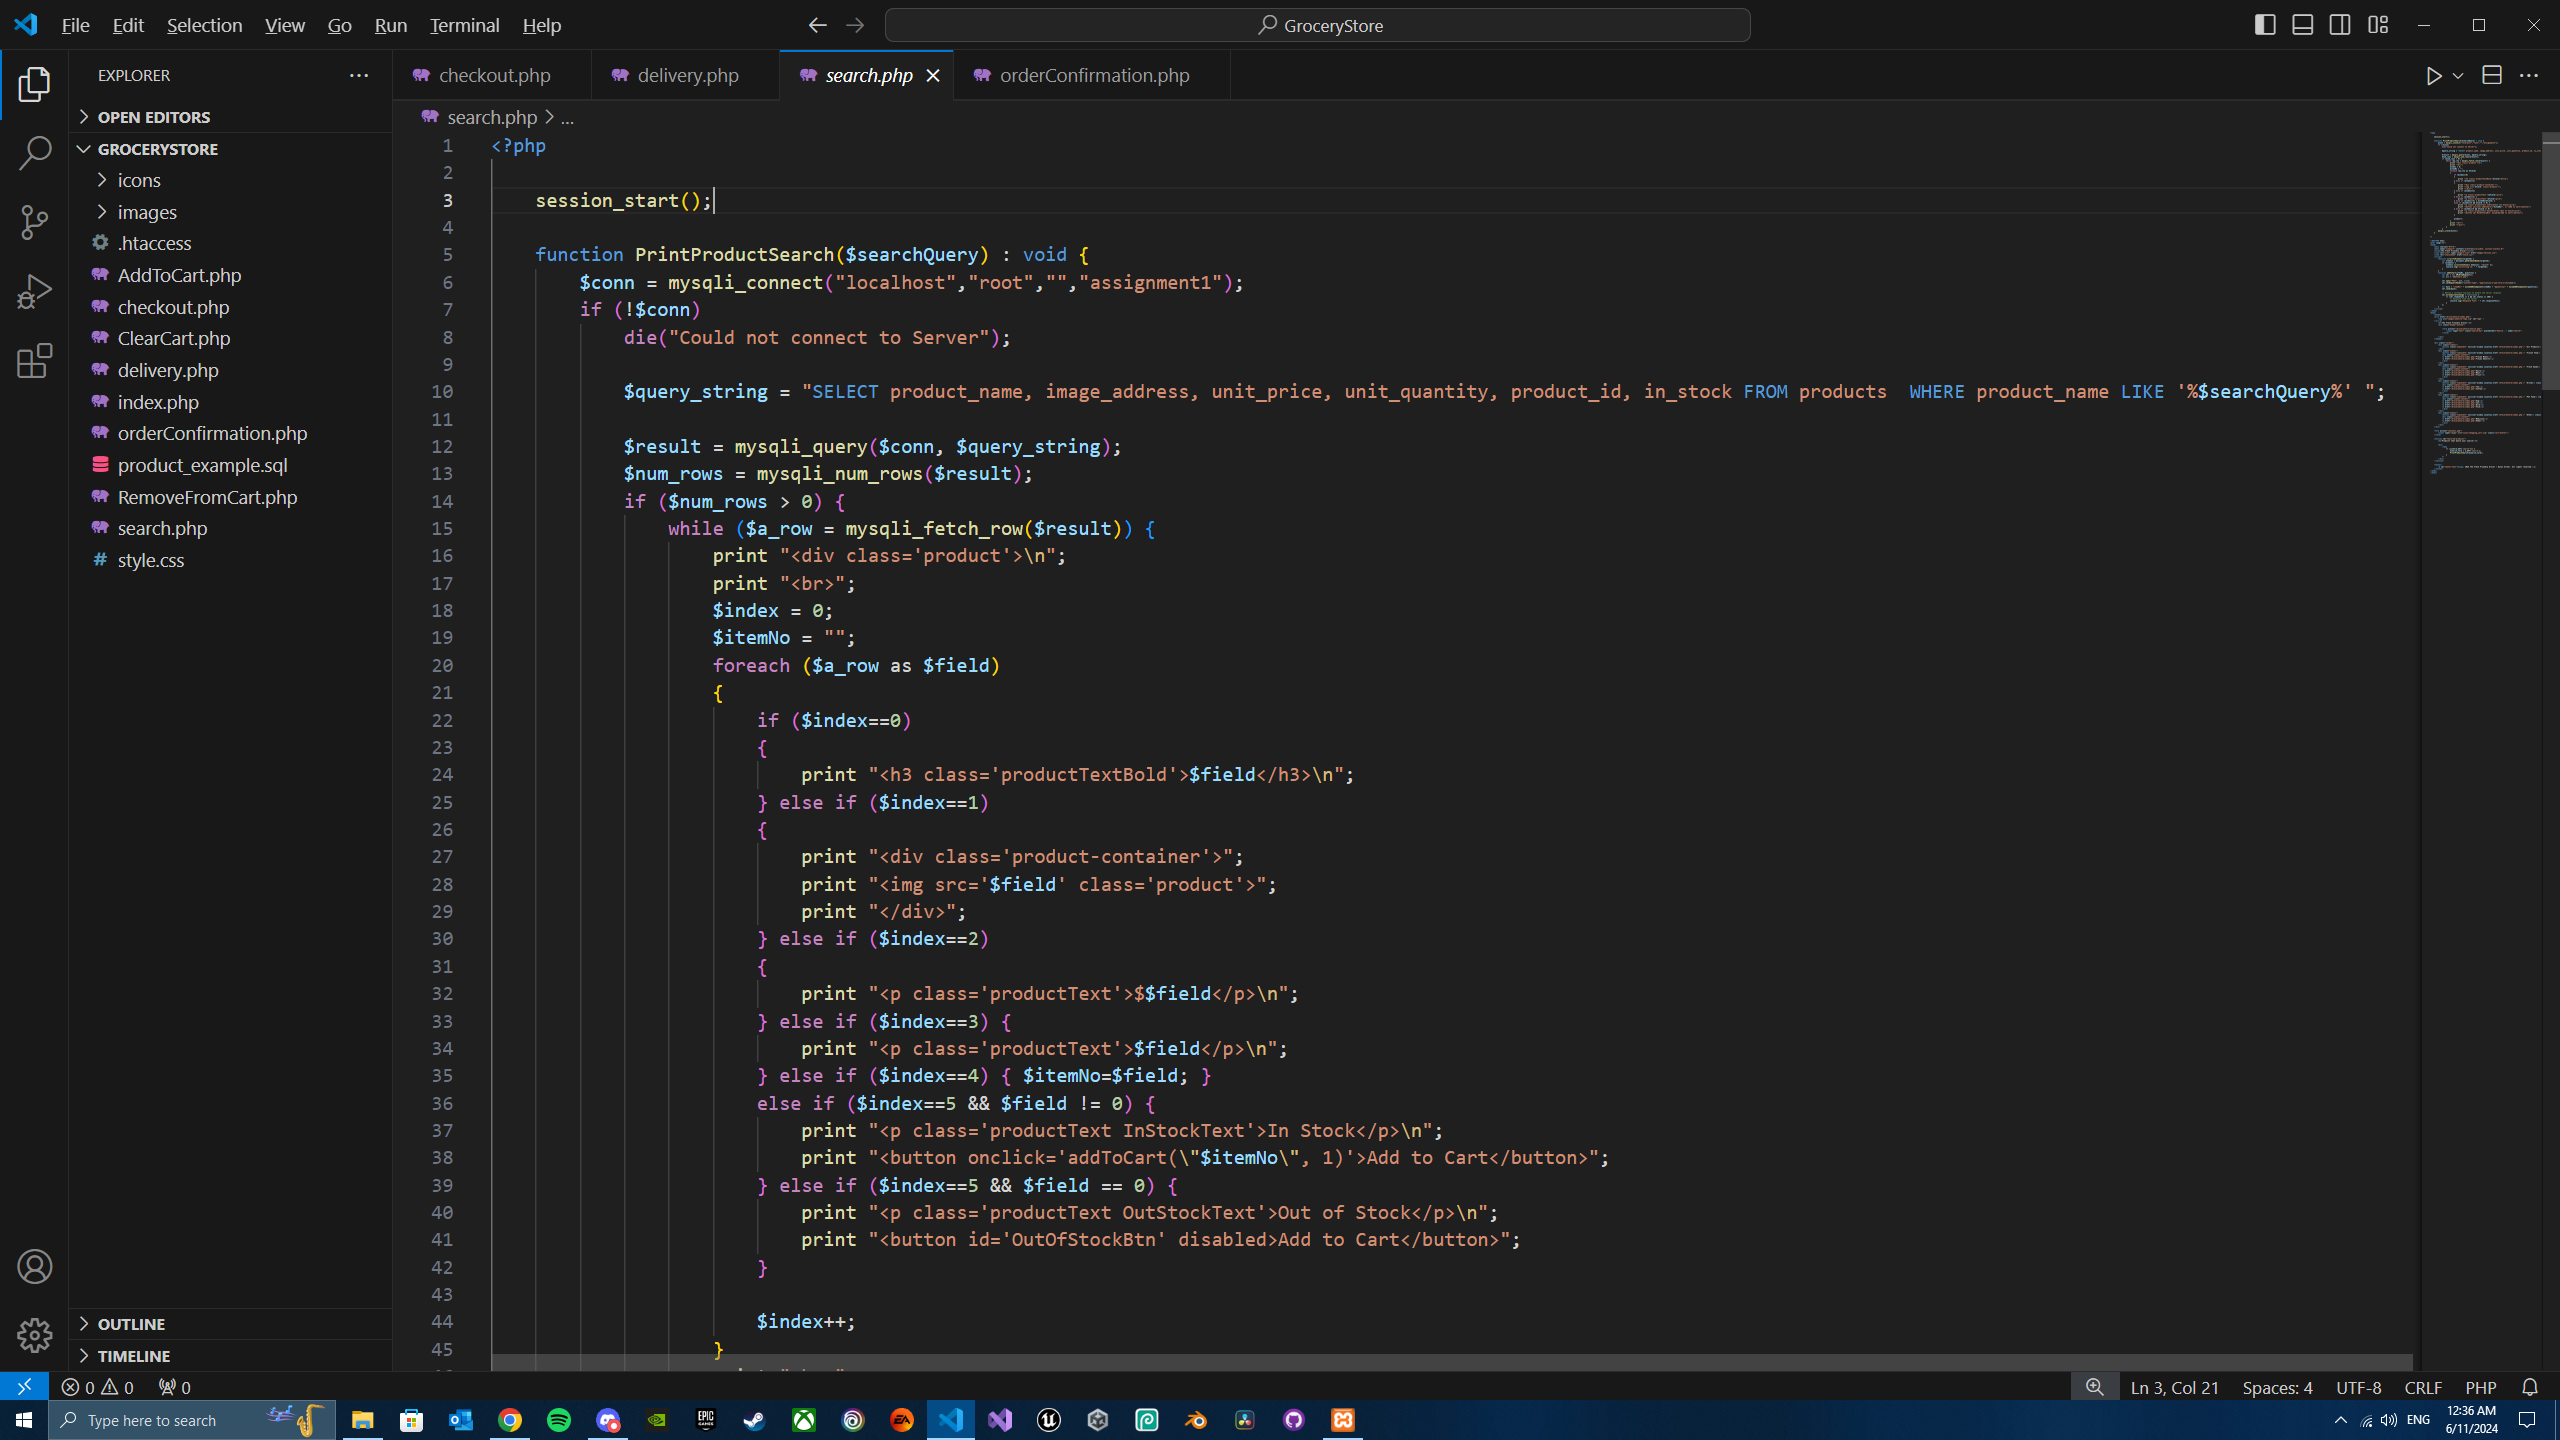 File Edit Selection View Go Run Terminal Help
GroceryStore
EXPLORER
checkout.php
delivery.php
search.php
orderConfirmation.php
OPEN EDITORS
GROCERYSTORE
icons
images
.htaccess
AddToCart.php
checkout.php
ClearCart.php
delivery.php
index.php
orderConfirmation.php
product_example.sql
RemoveFromCart.php
search.php
# style.css
OUTLINE
TIMELINE
search.php > ...
1 <?php
2
3     session_start();
4
5     function PrintProductSearch($searchQuery) : void {
6         $conn = mysqli_connect("localhost","root","","assignment1");
7         if (!$conn)
8             die("Could not connect to Server");
9
10             $query_string = "SELECT product_name, image_address, unit_price, unit_quantity, product_id, in_stock FROM products  WHERE product_name LIKE '%$searchQuery%' ";
11
12             $result = mysqli_query($conn, $query_string);
13             $num_rows = mysqli_num_rows($result);
14             if ($num_rows > 0) {
15                 while ($a_row = mysqli_fetch_row($result)) {
16                     print "<div class='product'>\n";
17                     print "<br>";
18                     $index = 0;
19                     $itemNo = "";
20                     foreach ($a_row as $field)
21                     {
22                         if ($index==0)
23                         {
24                             print "<h3 class='productTextBold'>$field</h3>\n";
25                         } else if ($index==1)
26                         {
27                             print "<div class='product-container'>";
28                             print "<img src='$field' class='product'>";
29                             print "</div>";
30                         } else if ($index==2)
31                         {
32                             print "<p class='productText'>$$field</p>\n";
33                         } else if ($index==3) {
34                             print "<p class='productText'>$field</p>\n";
35                         } else if ($index==4) { $itemNo=$field; }
36                         else if ($index==5 && $field != 0) {
37                             print "<p class='productText InStockText'>In Stock</p>\n";
38                             print "<button onclick='addToCart(\"$itemNo\", 1)'>Add to Cart</button>";
39                         } else if ($index==5 && $field == 0) {
40                             print "<p class='productText OutStockText'>Out of Stock</p>\n";
41                             print "<button id='OutOfStockBtn' disabled>Add to Cart</button>";
42                         }
43
44                         $index++;
45                     }
0 0 0
Ln 3, Col 21 Spaces: 4 UTF-8 CRLF PHP
Type here to search
EPIC GAMES
EA
ENG
12:36 AM
6/11/2024